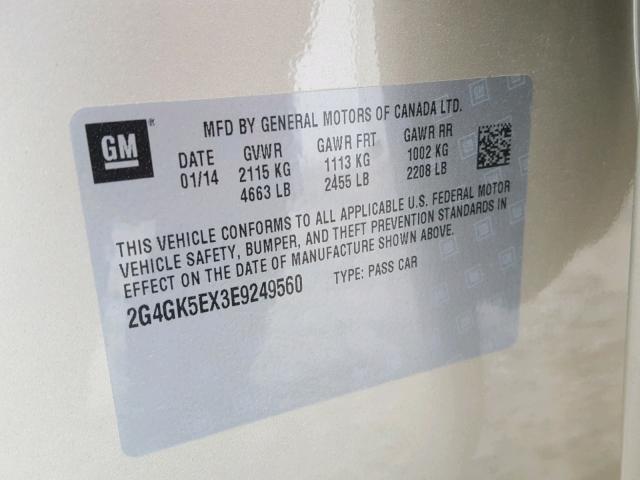 GM
MFD BY GENERAL MOTORS OF CANADA LTD.
DATE GVWR GAWR FRT GAWR RR
01/14 2115 KG 1113 KG 1002 KG
4663 LB 2455 LB 2208 LB
THIS VEHICLE CONFORMS TO ALL APPLICABLE U.S. FEDERAL MOTOR
VEHICLE SAFETY, BUMPER, AND THEFT PREVENTION STANDARDS IN
EFFECT ON THE DATE OF MANUFACTURE SHOWN ABOVE.
2G4GK5EX3E9249560 TYPE: PASS CAR